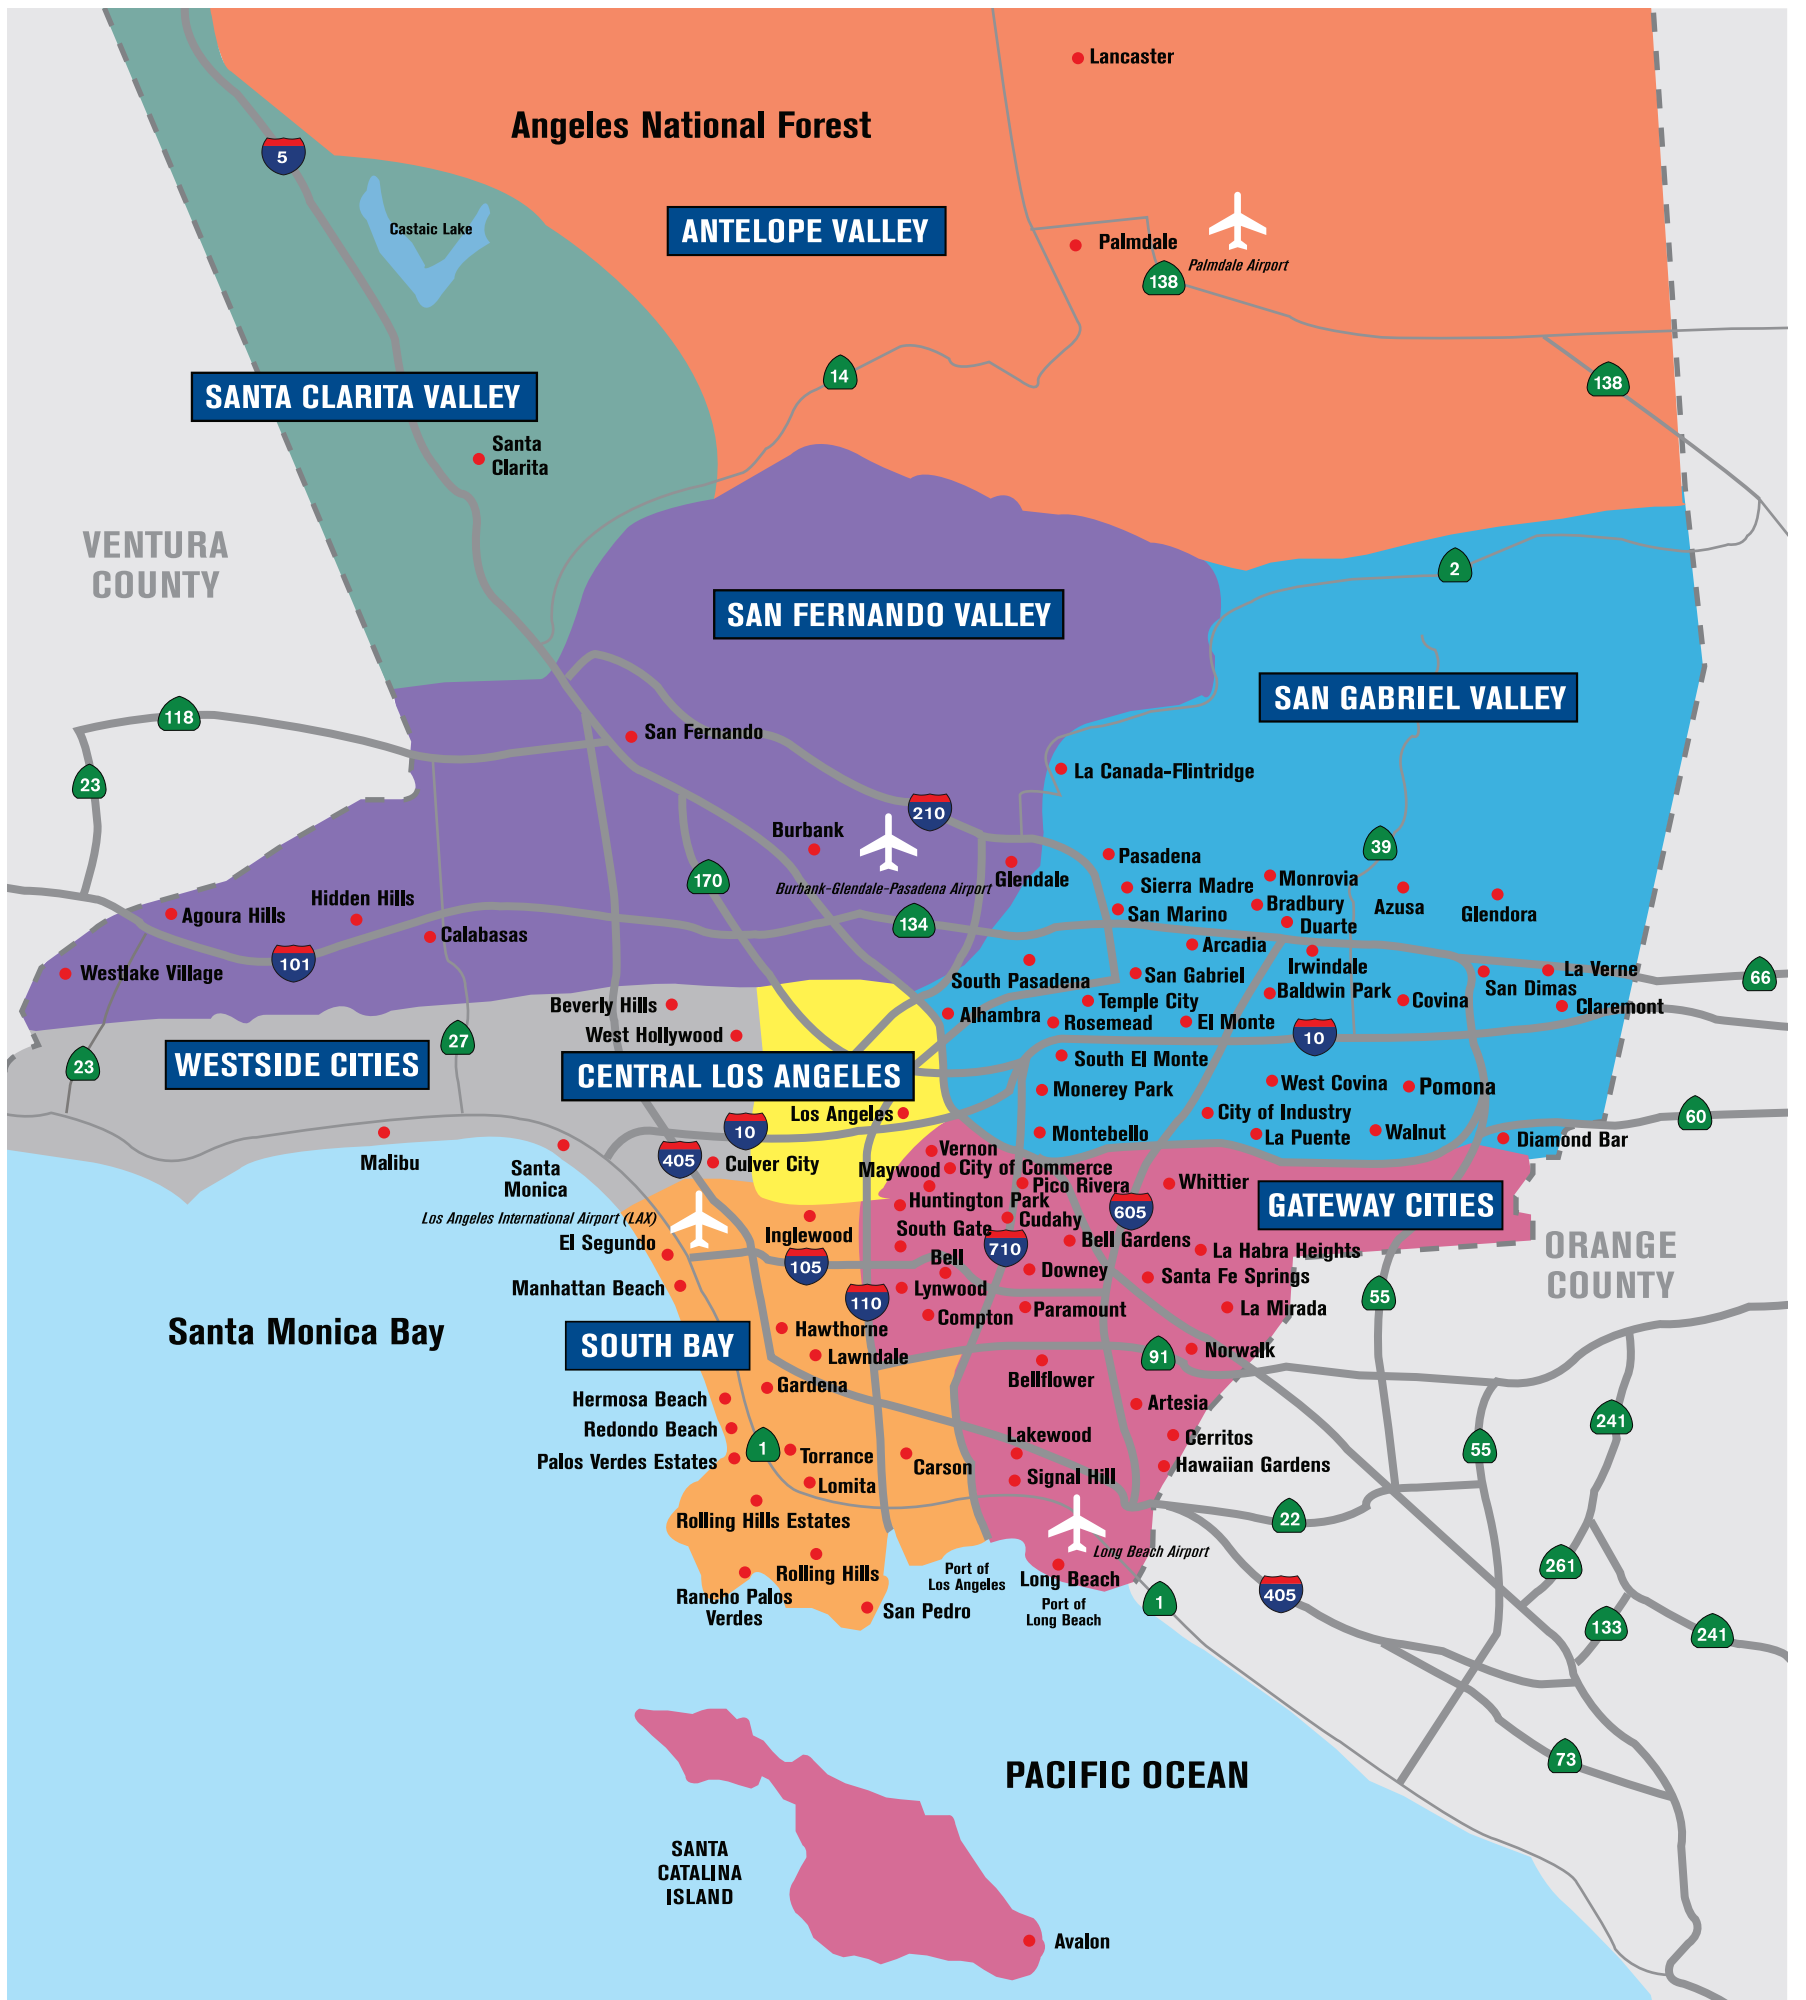 Lancaster
Angeles National Forest
5
Castaic Lake
ANTELOPE VALLEY
Palmdale
Palmdale Airport
138
14
138
SANTA CLARITA VALLEY
Santa
Clarita
VENTURA
COUNTY
2
SAN FERNANDO VALLEY
SAN GABRIEL VALLEY
118
San Fernando
23
La Canada-Flintridge
210
Burbank
39
Pasadena
170
Burbank-Glendale-Pasadena Airport
Glendale
Sierra Madre
Monrovia
Hidden Hills
Bradbury
Azusa
Glendora
Agoura Hills
San Marino
134
Duarte
Calabasas
Arcadia
101
Westlake Village
South Pasadena
San Gabriel
Irwindale
La Verne
66
San Dimas
Beverly Hills
Temple City
Baldwin Park
Covina
Claremont
Alhambra
Rosemead
El Monte
10
West Hollywood
27
23
WESTSIDE CITIES
CENTRAL LOS ANGELES
South El Monte
Monerey Park
West Covina
Pomona
Los Angeles
City of Industry
60
10
Montebello
La Puente
Walnut
Diamond Bar
Malibu
Santa
Monica
405
Culver City
Vernon
Maywood
City of Commerce
Pico Rivera
Whittier
Huntington Park
GATEWAY CITIES
605
Los Angeles International Airport (LAX)
Inglewood
South Gate
Cudahy
El Segundo
710
Bell Gardens
La Habra Heights
ORANGE
COUNTY
105
Bell
Downey
Santa Fe Springs
Manhattan Beach
Lynwood
55
110
Compton
Paramount
La Mirada
Santa Monica Bay
SOUTH BAY
Hawthorne
Lawndale
91
Norwalk
Gardena
Bellflower
Hermosa Beach
Artesia
Redondo Beach
241
Palos Verdes Estates
1
Torrance
Lakewood
Cerritos
55
Carson
Signal Hill
Hawaiian Gardens
Lomita
22
Rolling Hills Estates
Long Beach Airport
Rolling Hills
Port of
Los Angeles
Long Beach
261
Rancho Palos
Verdes
San Pedro
Port of
Long Beach
1
405
133
241
73
PACIFIC OCEAN
SANTA
CATALINA
ISLAND
Avalon